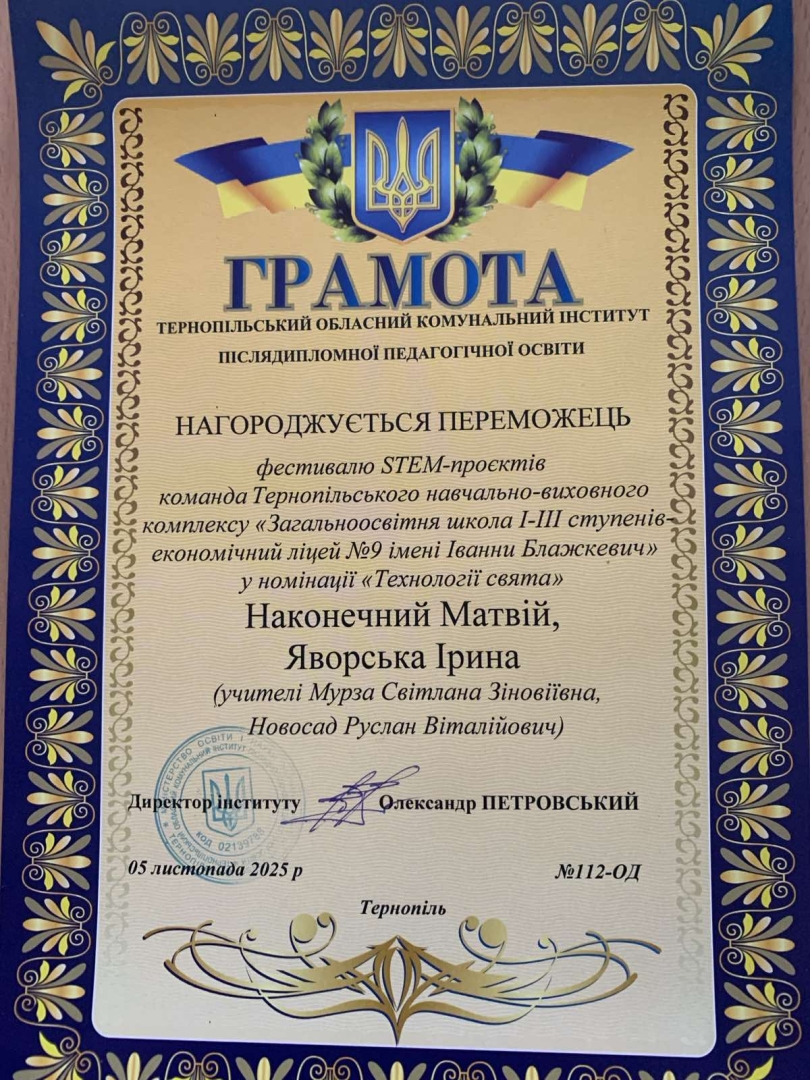 ГРАМОТА
ТЕРНОПІЛЬСЬКИЙ ОБЛАСНИЙ КОМУНАЛЬНИЙ ІНСТИТУТ
ПІСЛЯДИПЛОМНОЇ ПЕДАГОГІЧНОЇ ОСВІТИ
НАГОРОДЖУЄТЬСЯ ПЕРЕМОЖЕЦЬ
фестивалю STEM-проєктів
команда Тернопільського навчально-виховного
комплексу «Загальноосвітня школа І-ІІІ ступенів-
економічний ліцей №9 імені Іванни Блажкевич»
у номінації «Технології свята»
Наконечний Матвій,
Яворська Ірина
(учителі Мурза Світлана Зіновіївна,
Новосад Руслан Віталійович)
Директор інституту Олександр ПЕТРОВСЬКИЙ
05 листопада 2025 р №112-ОД
Тернопіль